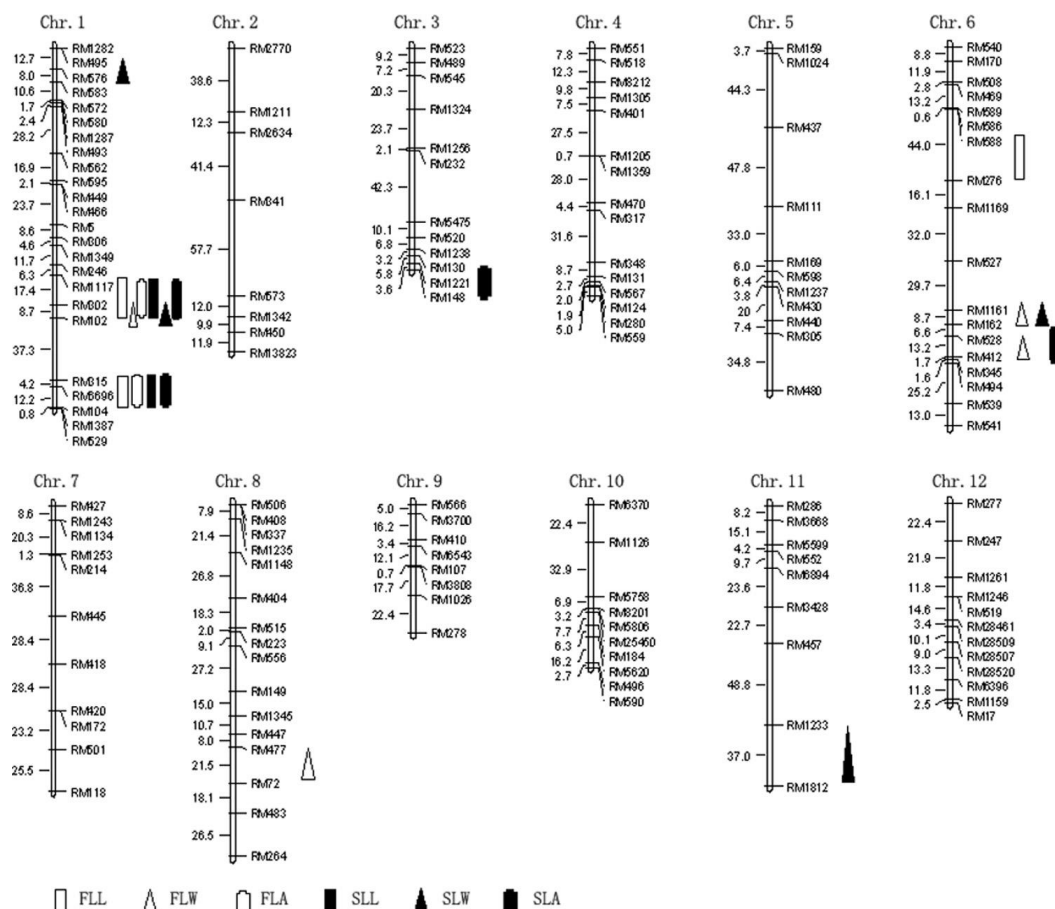 Chr. 1
12.7
8.0
10.6
1.7
2.4
28.2
16.9
2.1
23.7
8.6
4.6
11.7
6.3
17.4
8.7
37.3
4.2
12.2
0.8
RM1282
RM495
RM576
RM583
RM572
RM580
RM1287
RM493
RM562
RM595
RM449
RM466
RM5
RM306
RM1349
RM246
RM1117
RM302
RM102
RM315
RM6696
RM104
RM1387
RM529
Chr. 2
38.6
12.3
41.4
57.7
12.0
9.9
11.9
RM2770
RM1211
RM2634
RM341
RM573
RM1342
RM450
RM13823
Chr. 3
9.2
7.2
20.3
23.7
2.1
42.3
10.1
6.8
3.2
5.8
3.6
RM523
RM489
RM545
RM1324
RM1256
RM232
RM5475
RM520
RM1238
RM130
RM1221
RM148
Chr. 4
7.8
12.3
9.8
7.5
27.5
0.7
28.0
4.4
31.6
8.7
2.7
2.0
1.9
5.0
RM551
RM518
RM8212
RM1305
RM401
RM1205
RM1359
RM470
RM317
RM348
RM131
RM567
RM124
RM280
RM559
Chr. 5
3.7
44.3
47.8
33.0
6.0
6.4
3.8
20
7.4
34.8
RM159
RM1024
RM437
RM111
RM169
RM598
RM1237
RM430
RM440
RM305
RM480
Chr. 6
8.8
11.9
2.8
13.2
0.6
44.0
16.1
32.0
29.7
8.7
6.6
13.2
1.7
1.6
25.2
13.0
RM540
RM170
RM508
RM469
RM589
RM586
RM588
RM276
RM1169
RM527
RM1161
RM162
RM528
RM412
RM345
RM494
RM539
RM541
Chr. 7
8.6
20.3
1.3
36.8
28.4
28.4
23.2
25.5
RM427
RM1243
RM1134
RM1253
RM214
RM445
RM418
RM420
RM172
RM501
RM118
Chr. 8
7.9
21.4
26.8
18.3
2.0
9.1
27.2
15.0
10.7
8.0
21.5
18.1
26.5
RM506
RM408
RM337
RM1235
RM1148
RM404
RM515
RM223
RM556
RM149
RM1345
RM447
RM477
RM72
RM483
RM264
Chr. 9
5.0
16.2
3.4
12.1
0.7
17.7
22.4
RM566
RM3700
RM410
RM6543
RM107
RM3808
RM1026
RM278
Chr. 10
22.4
32.9
6.9
3.2
7.7
6.3
16.2
2.7
RM6370
RM1126
RM5758
RM8201
RM5806
RM25450
RM184
RM5620
RM496
RM590
Chr. 11
8.2
15.1
4.2
9.7
23.6
22.7
48.8
37.0
RM286
RM3668
RM5599
RM552
RM6894
RM3428
RM457
RM1233
RM1812
Chr. 12
22.4
21.9
11.8
14.6
3.4
10.1
9.0
13.3
11.8
2.5
RM277
RM247
RM1261
RM1246
RM519
RM28461
RM28509
RM28507
RM28520
RM6396
RM1159
RM17
FLL FLW FLA SLL SLW SLA